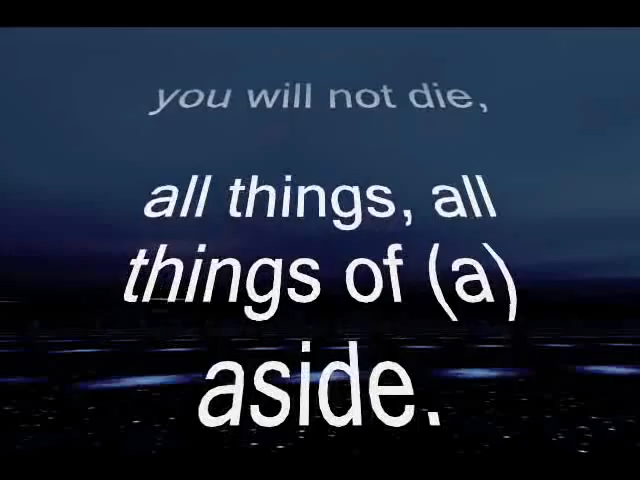 you will not die,
all things, all
things of (a)
aside.